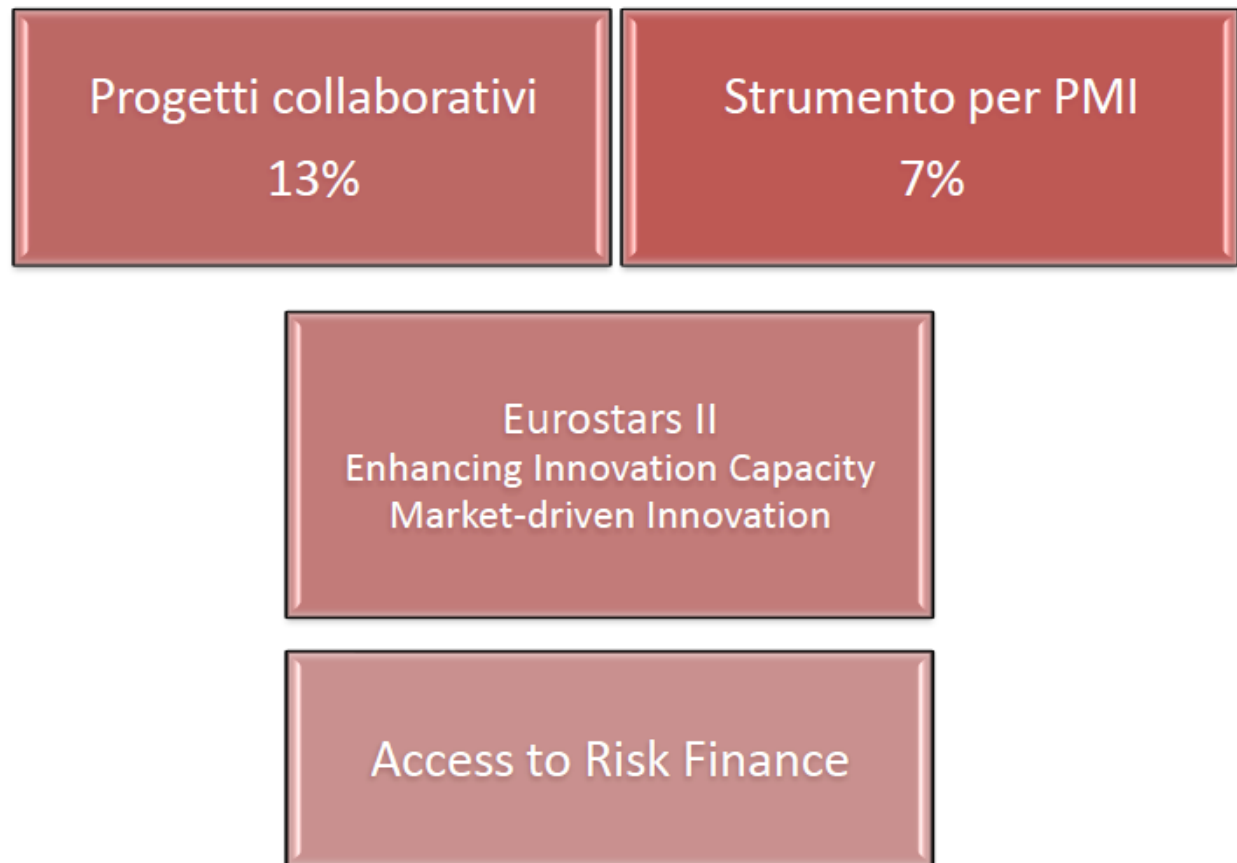 Progetti collaborativi
13%
Strumento per PMI
7%
Eurostars II
Enhancing Innovation Capacity
Market-driven Innovation
Access to Risk Finance